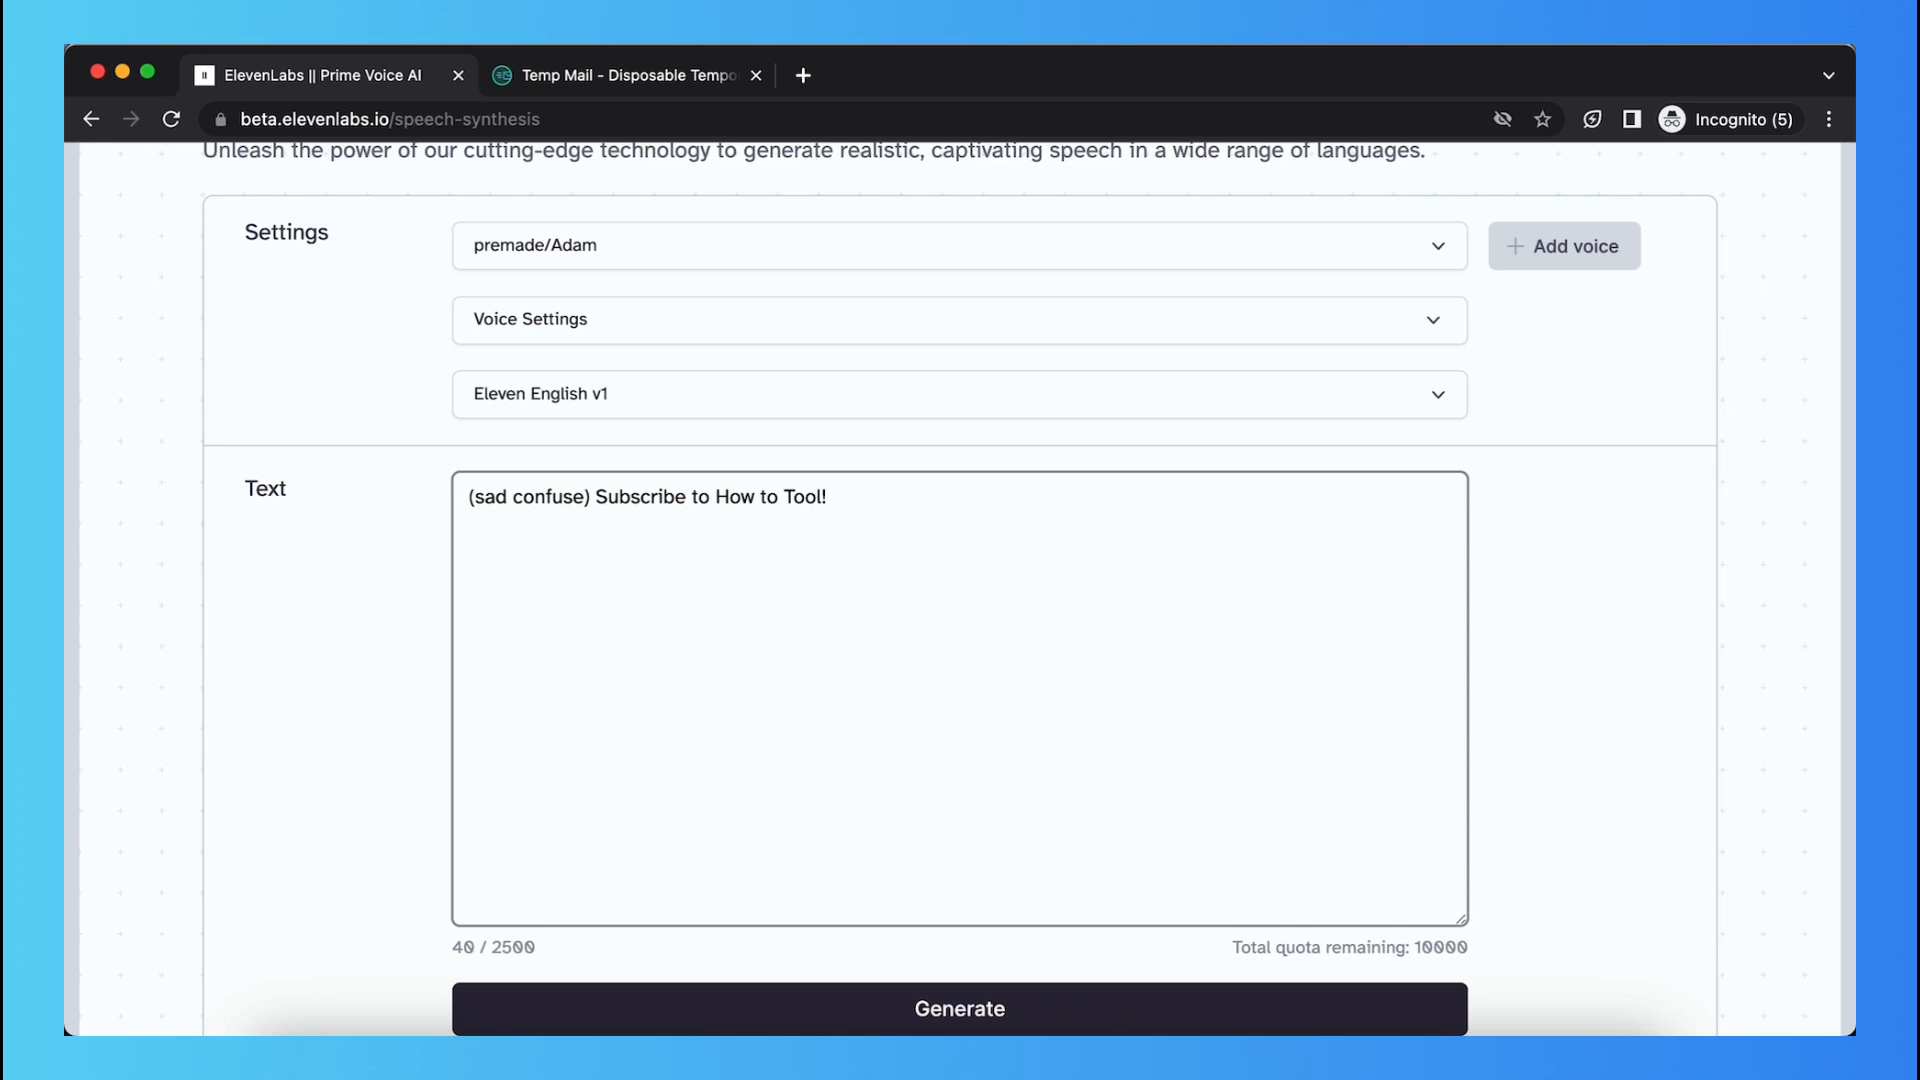 ElevenLabs || Prime Voice AI
Temp Mail - Disposable Tempo
beta.elevenlabs.io/speech-synthesis
Incognito (5)
Unleash the power of our cutting-edge technology to generate realistic, captivating speech in a wide range of languages.
Settings
premade/Adam
+ Add voice
Voice Settings
Eleven English v1
Text
(sad confuse) Subscribe to How to Tool!
40 / 2500
Total quota remaining: 10000
Generate